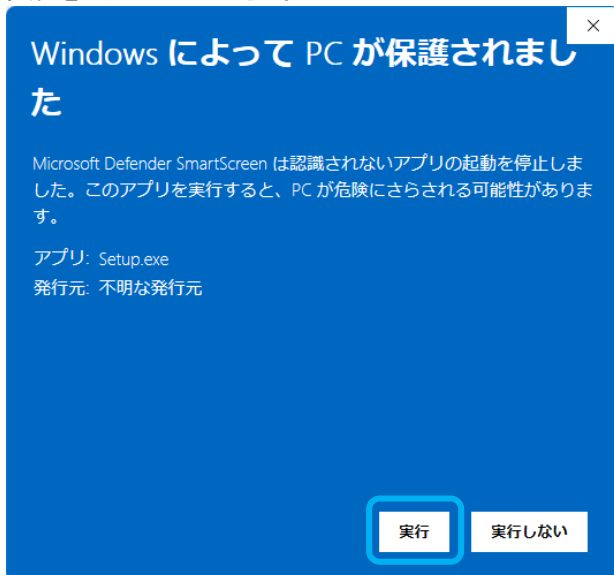 Windows によって PC が保護されまし
た
Microsoft Defender SmartScreen は認識されないアプリの起動を停止しま
した。このアプリを実行すると、PC が危険にさらされる可能性がありま
す。
アプリ: Setup.exe
発行元: 不明な発行元
実行 実行しない